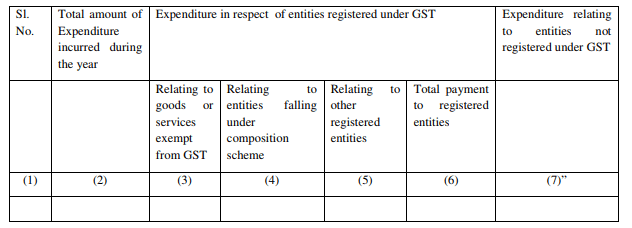 Sl. No.
Total amount of Expenditure incurred during the year
Expenditure in respect of entities registered under GST
Expenditure relating to entities not registered under GST
Relating to goods or services exempt from GST
Relating to entities falling under composition scheme
Relating to other registered entities
Total payment to registered entities
(1) (2) (3) (4) (5) (6) (7)”